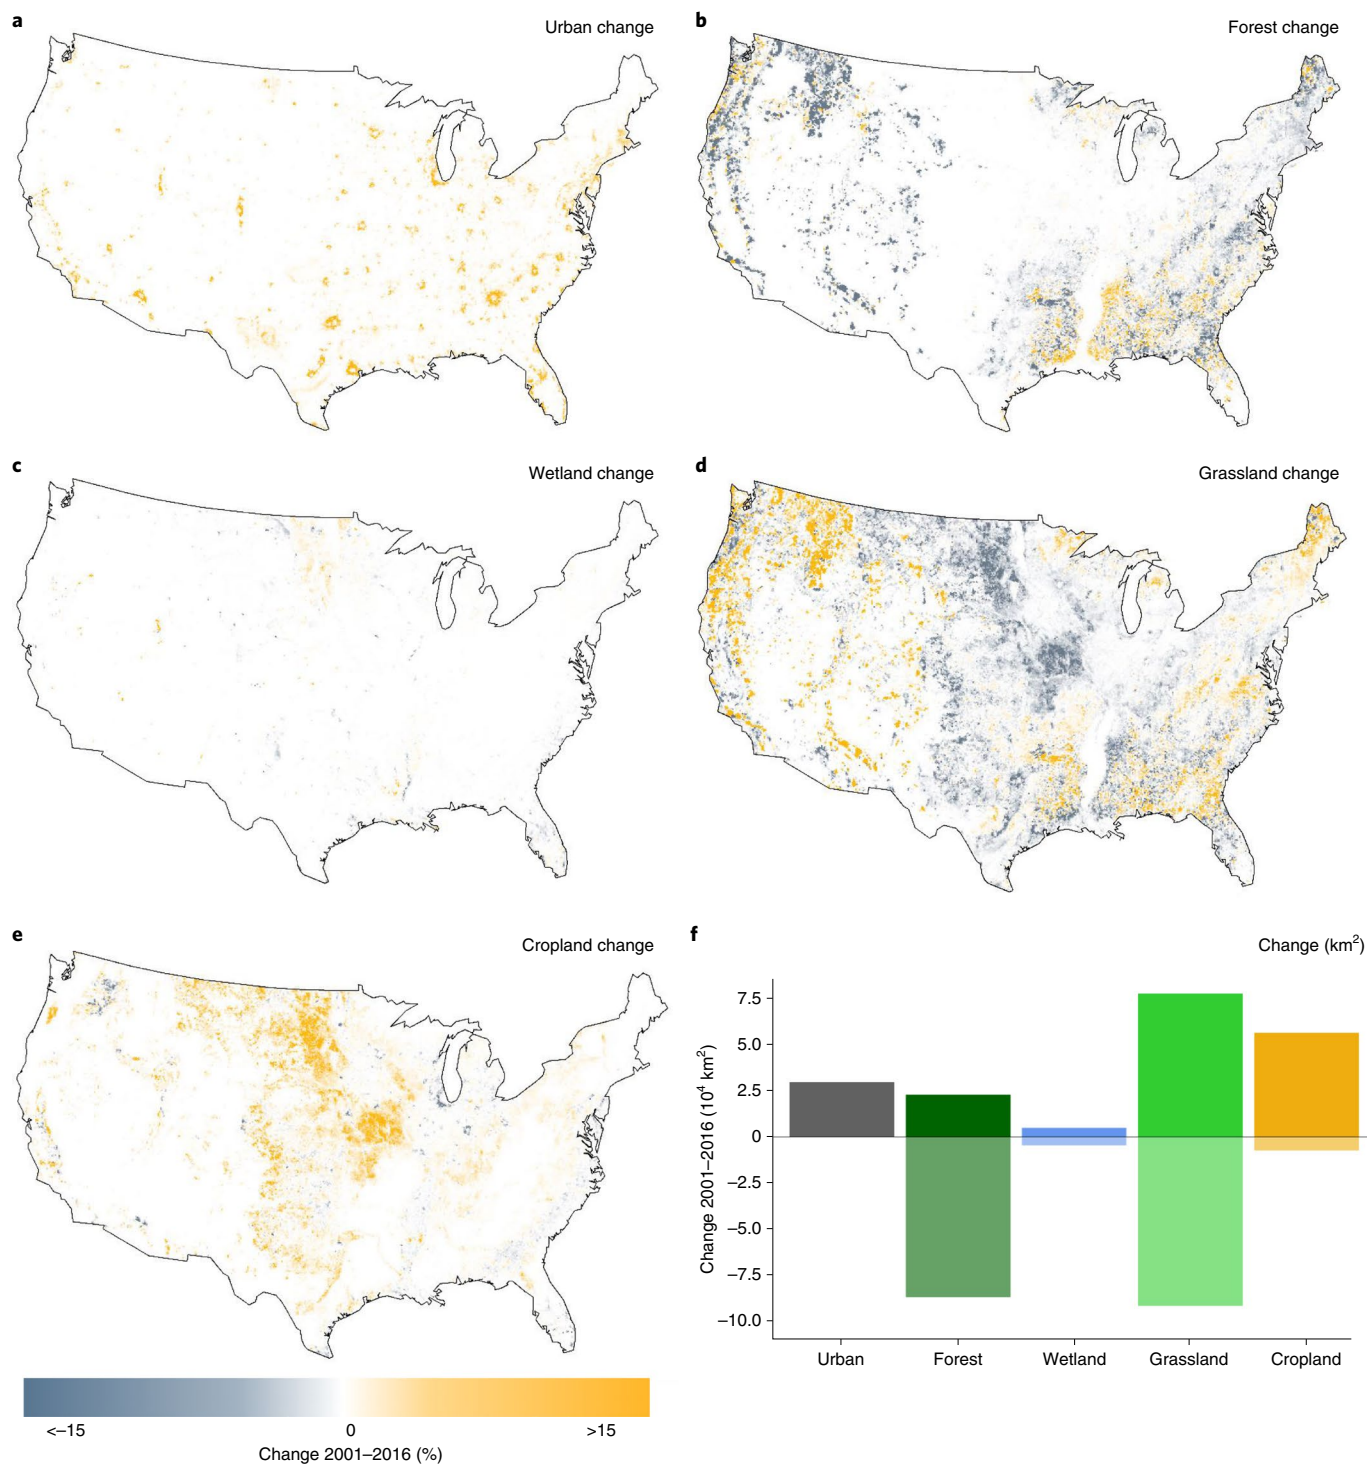 a
Urban change
b
Forest change
c
Wetland change
d
Grassland change
e
Cropland change
<–15
0
>15
Change 2001–2016 (%)
f
Change (km²)
Change 2001–2016 (10⁴ km²)
7.5
5.0
2.5
0
–2.5
–5.0
–7.5
–10.0
Urban
Forest
Wetland
Grassland
Cropland